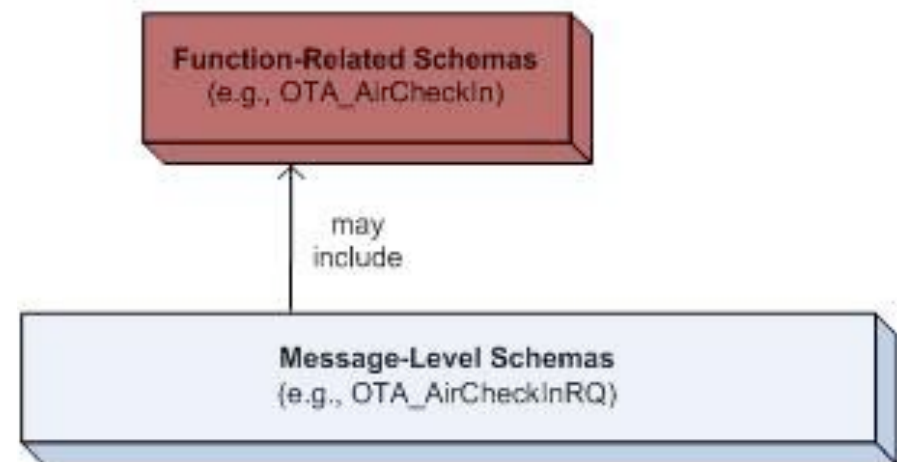 Function-Related Schemas
(e.g., OTA_AirCheckIn)
may
include
Message-Level Schemas
(e.g., OTA_AirCheckInRQ)